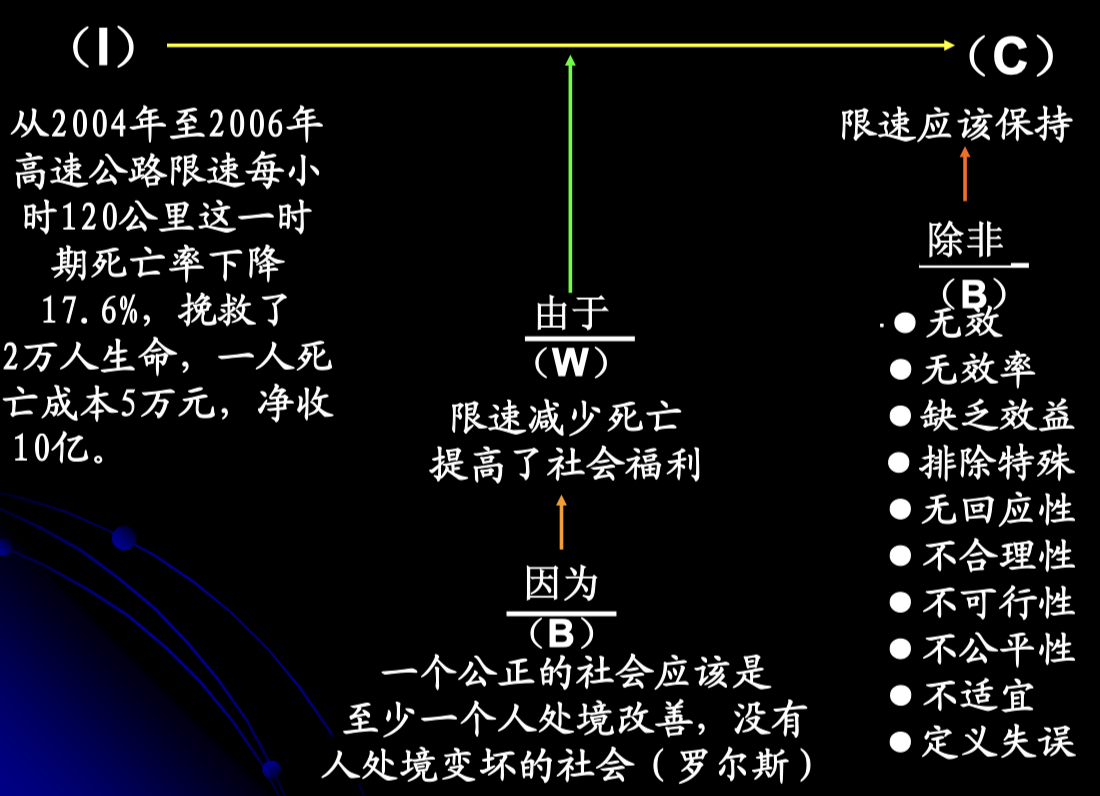 （I）
从2004年至2006年
高速公路限速每小
时120公里这一时
期死亡率下降
17.6%，挽救了
2万人生命，一人死
亡成本5万元，净收
10亿。
由于
（W）
限速减少死亡
提高了社会福利
因为
（B）
一个公正的社会应该是
至少一个人处境改善，没有
人处境变坏的社会（罗尔斯）
（C）
限速应该保持
除非
（B）
●无效
●无效率
●缺乏效益
●排除特殊
●无回应性
●不合理性
●不可行性
●不公平性
●不适宜
●定义失误